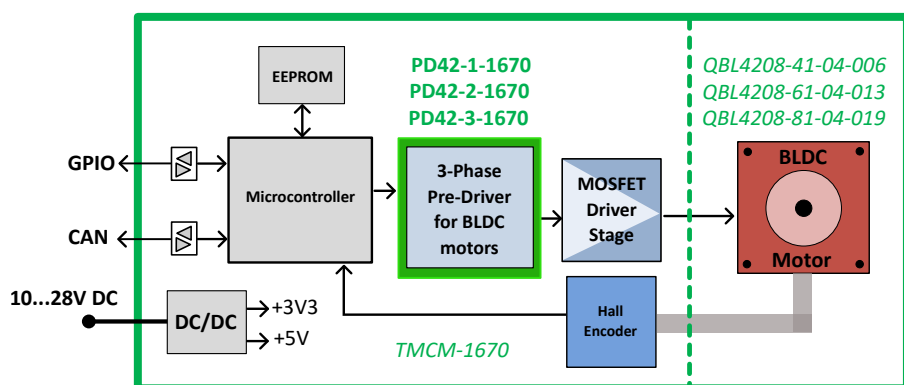 PD42-1-1670
PD42-2-1670
PD42-3-1670
QBL4208-41-04-006
QBL4208-61-04-013
QBL4208-81-04-019
EEPROM
GPIO
CAN
Microcontroller
3-Phase
Pre-Driver
for BLDC
motors
MOSFET
Driver
Stage
BLDC
Motor
10...28V DC
DC/DC
+3V3
+5V
Hall
Encoder
TMCM-1670